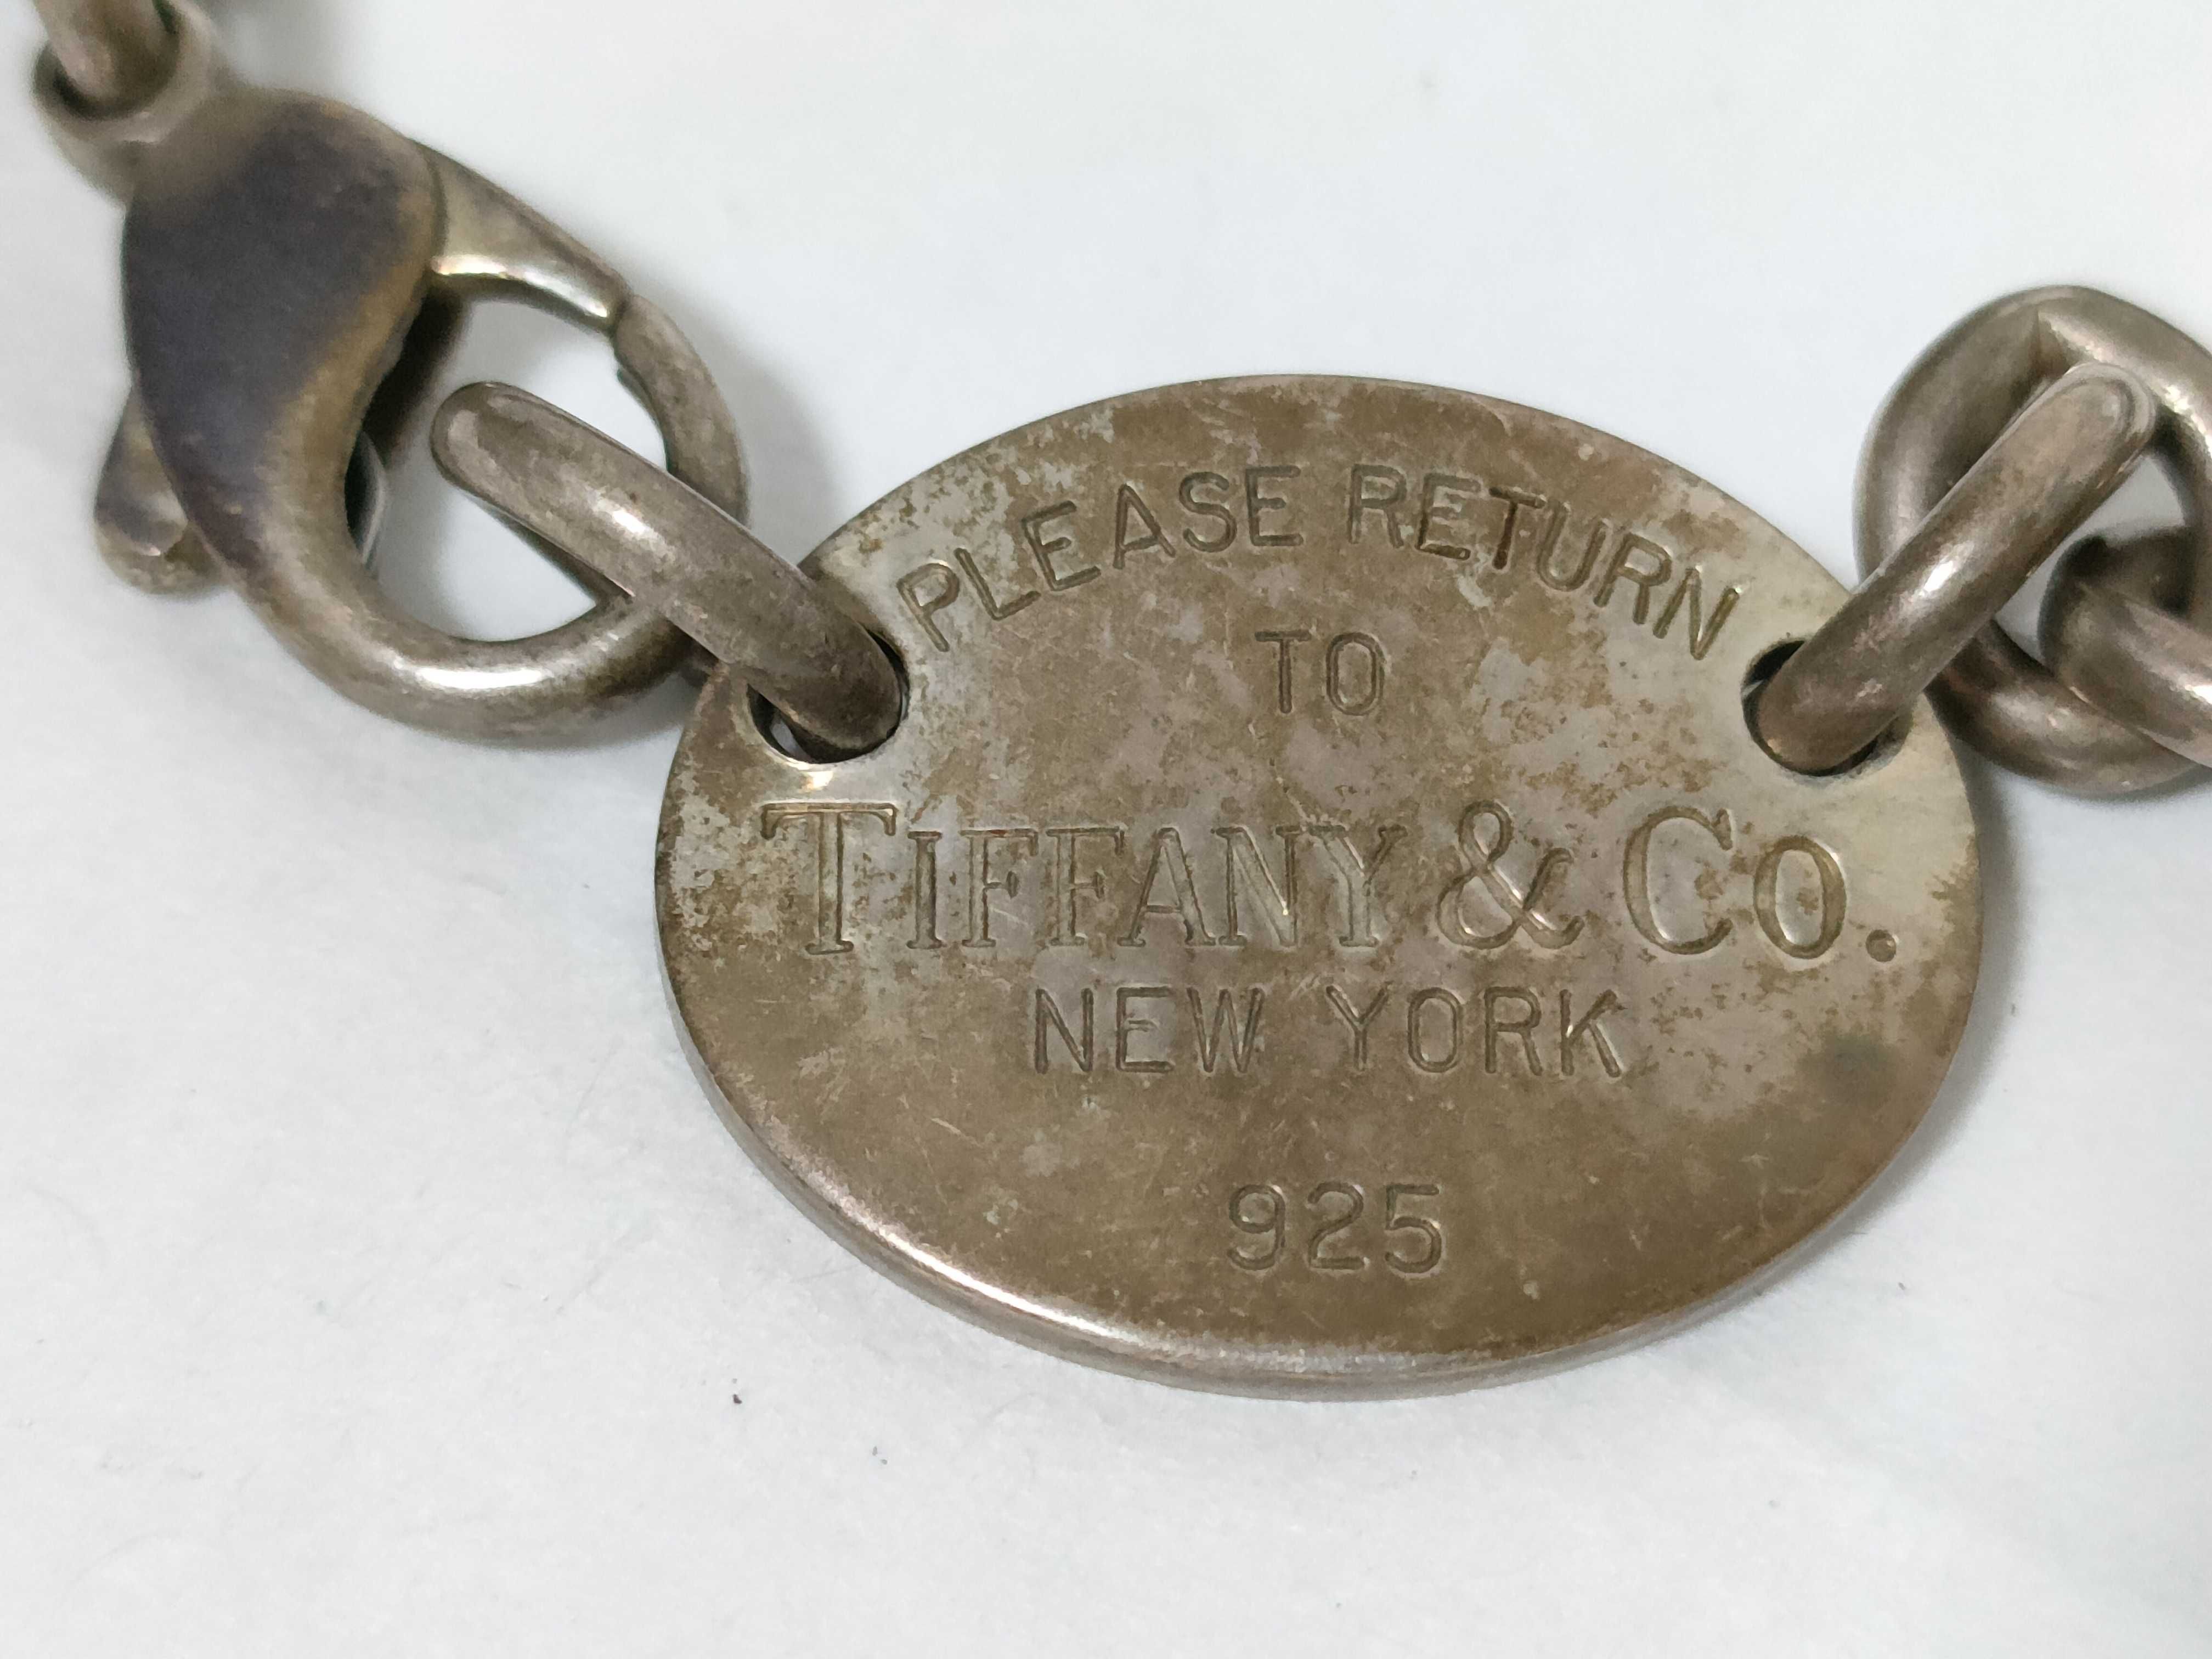 PLEASE RETURN
TO
TIFFANY & CO.
NEW YORK
925